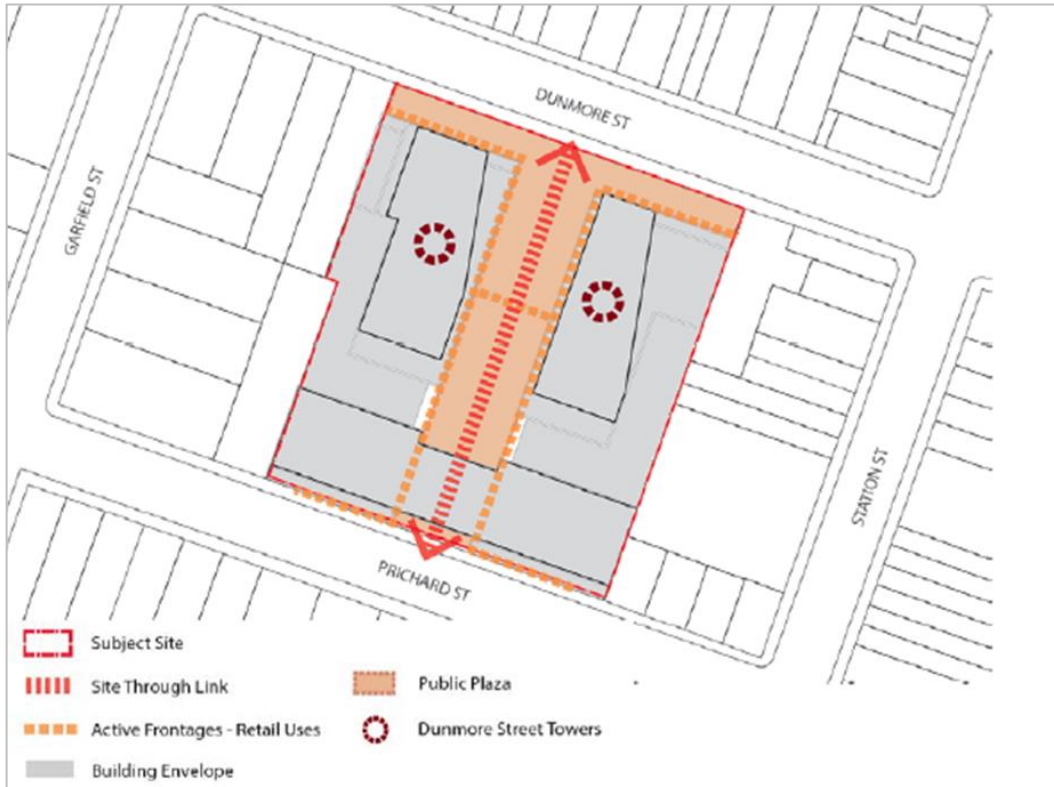 DUNMORE ST
GARFIELD ST
STATION ST
PRICHARD ST
Subject Site
Site Through Link
Public Plaza
Active Frontages - Retail Uses
Dunmore Street Towers
Building Envelope